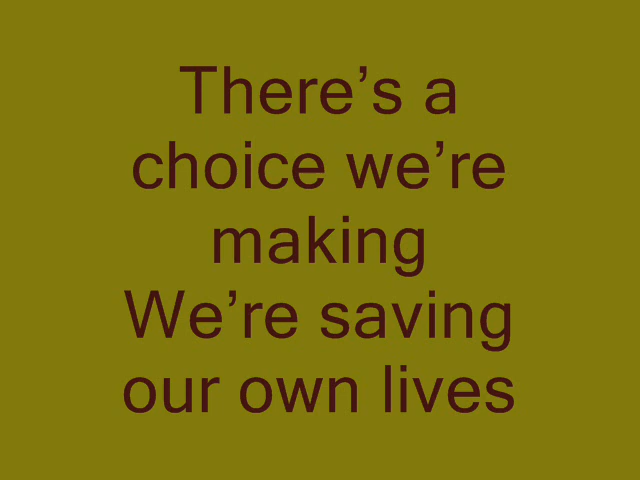 There’s a
choice we’re
making
We’re saving
our own lives